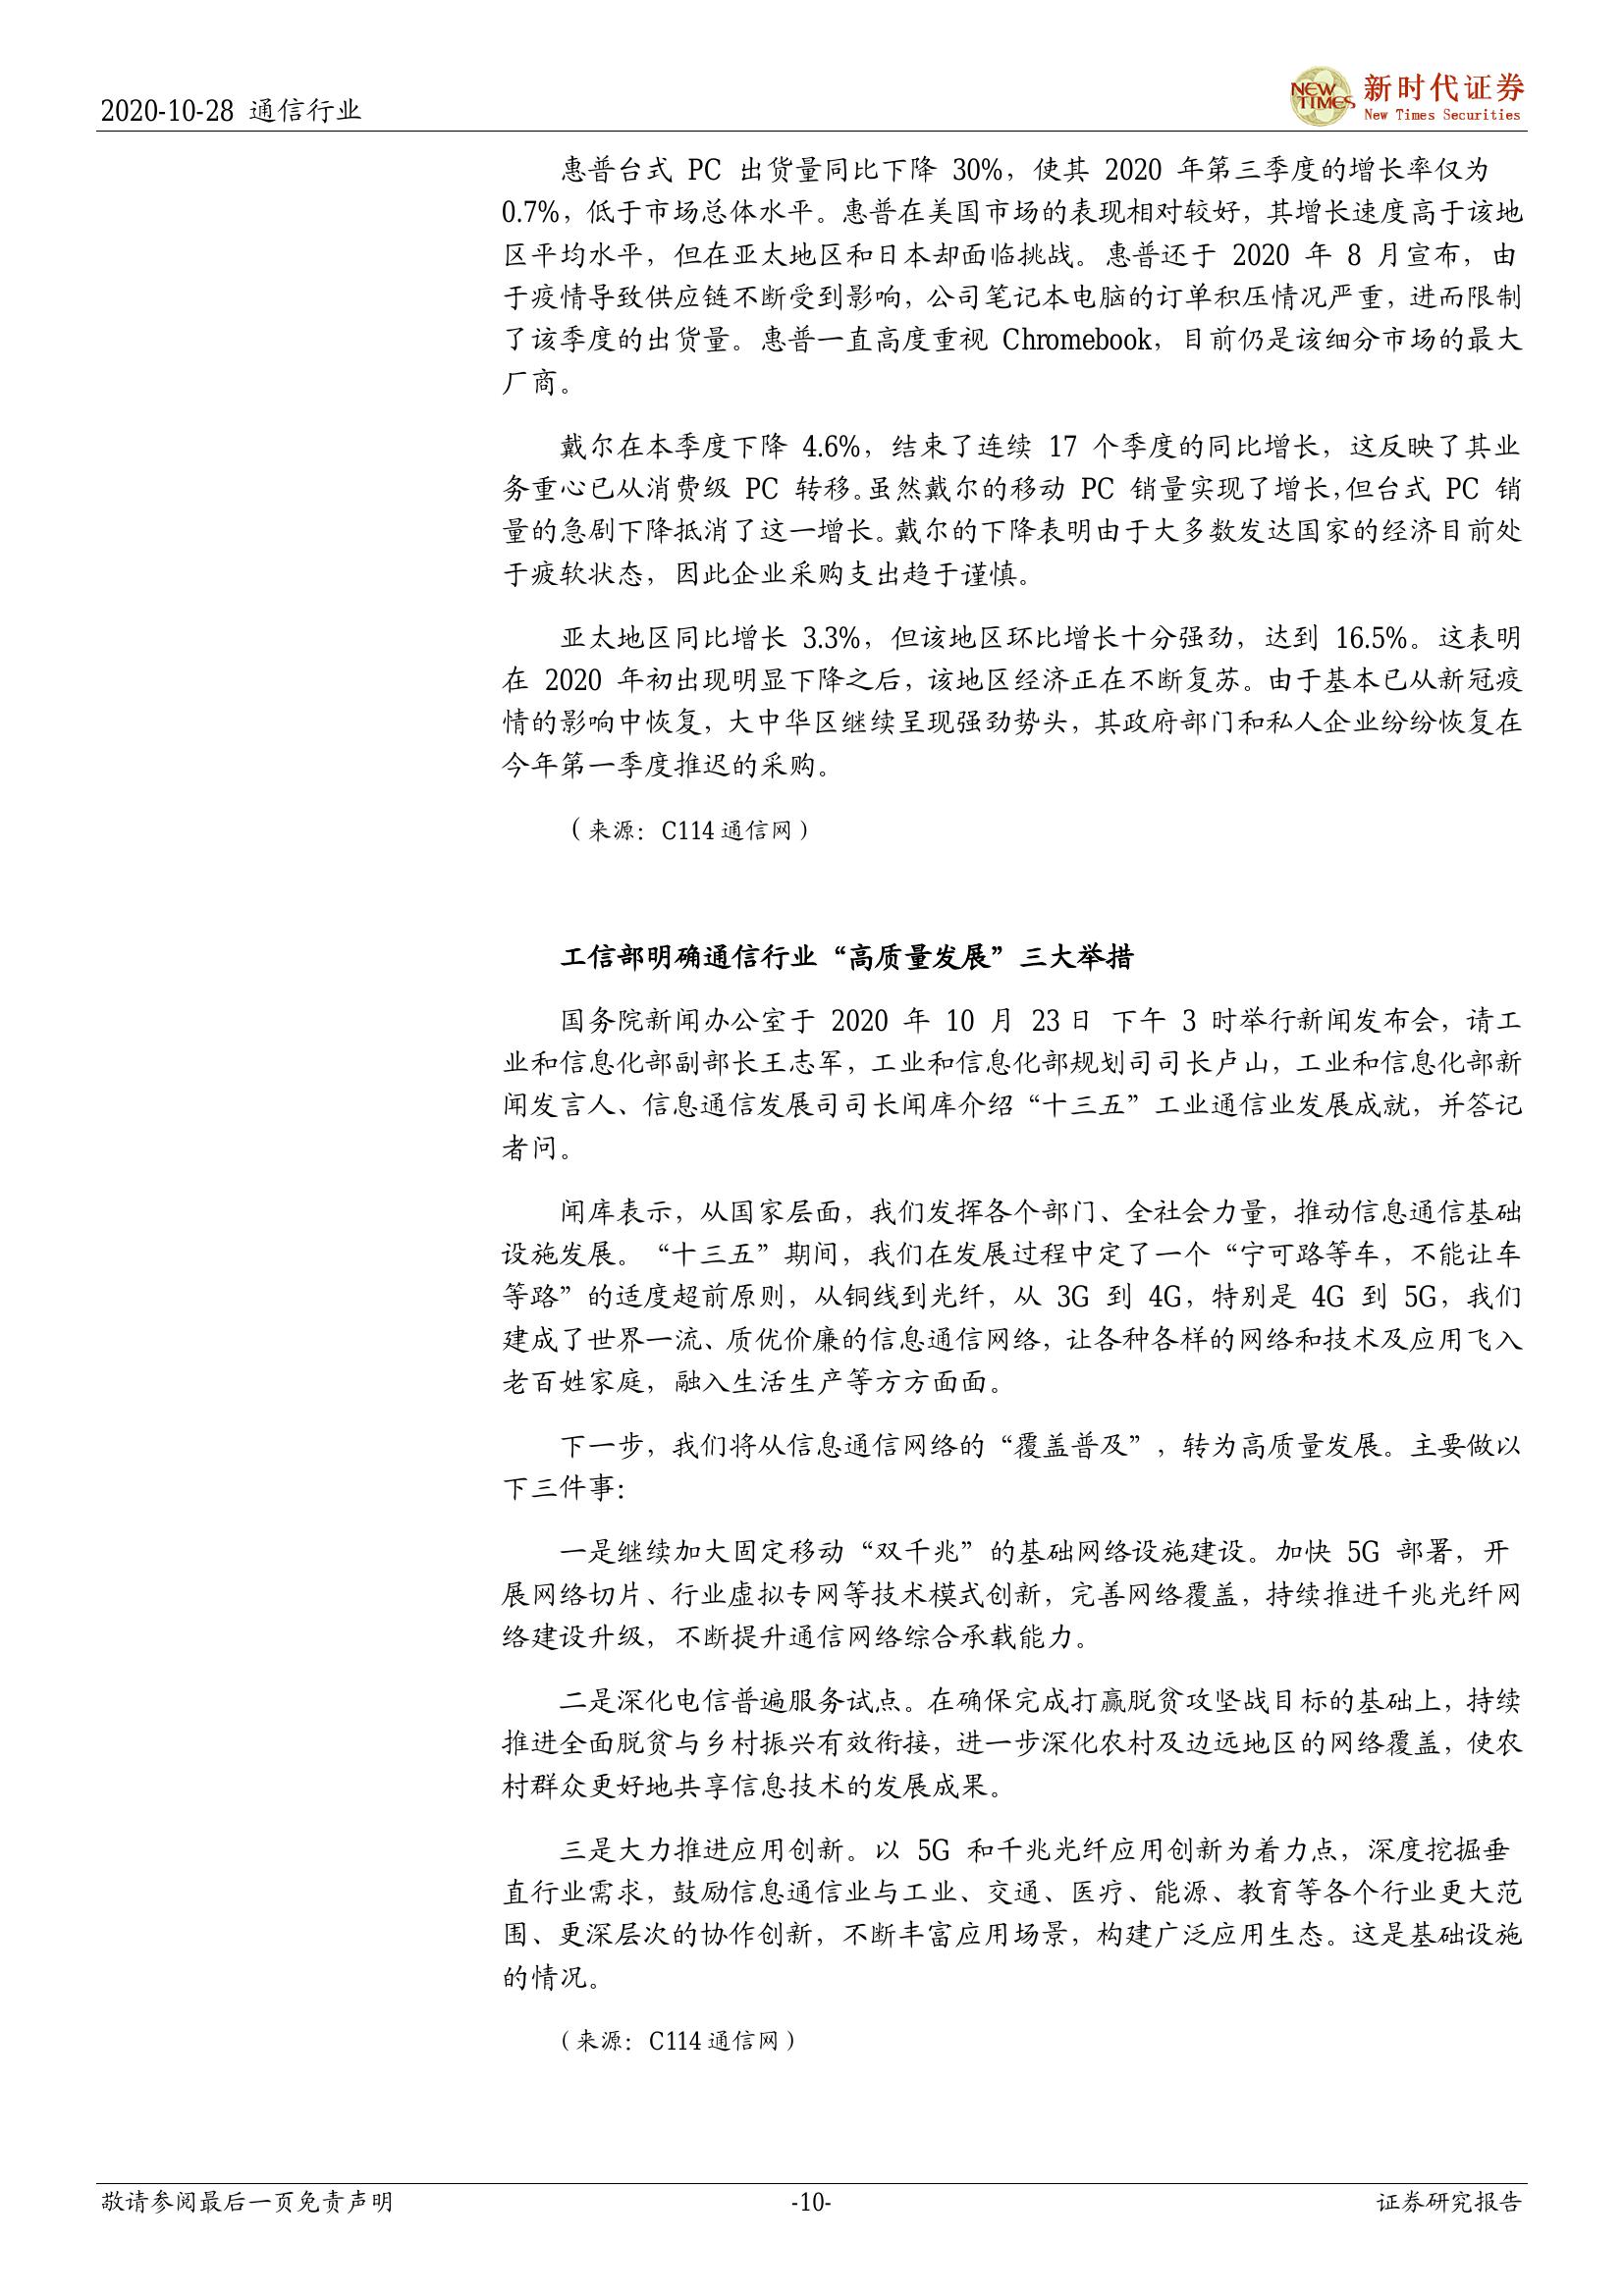 2020-10-28 通信行业
NEW TIMES 新时代证券
New Times Securities
惠普台式 PC 出货量同比下降 30%，使其 2020 年第三季度的增长率仅为
0.7%，低于市场总体水平。惠普在美国市场的表现相对较好，其增长速度高于该地
区平均水平，但在亚太地区和日本却面临挑战。惠普还于 2020 年 8 月宣布，由
于疫情导致供应链不断受到影响，公司笔记本电脑的订单积压情况严重，进而限制
了该季度的出货量。惠普一直高度重视 Chromebook，目前仍是该细分市场的最大
厂商。
戴尔在本季度下降 4.6%，结束了连续 17 个季度的同比增长，这反映了其业
务重心已从消费级 PC 转移。虽然戴尔的移动 PC 销量实现了增长，但台式 PC 销
量的急剧下降抵消了这一增长。戴尔的下降表明由于大多数发达国家的经济目前处
于疲软状态，因此企业采购支出趋于谨慎。
亚太地区同比增长 3.3%，但该地区环比增长十分强劲，达到 16.5%。这表明
在 2020 年初出现明显下降之后，该地区经济正在不断复苏。由于基本已从新冠疫
情的影响中恢复，大中华区继续呈现强劲势头，其政府部门和私人企业纷纷恢复在
今年第一季度推迟的采购。
（来源：C114 通信网）
工信部明确通信行业“高质量发展”三大举措
国务院新闻办公室于 2020 年 10 月 23 日 下午 3 时举行新闻发布会，请工
业和信息化部副部长王志军，工业和信息化部规划司司长卢山，工业和信息化部新
闻发言人、信息通信发展司司长闻库介绍“十三五”工业通信业发展成就，并答记
者问。
闻库表示，从国家层面，我们发挥各个部门、全社会力量，推动信息通信基础
设施发展。“十三五”期间，我们在发展过程中定了一个“宁可路等车，不能让车
等路”的适度超前原则，从铜线到光纤，从 3G 到 4G，特别是 4G 到 5G，我们
建成了世界一流、质优价廉的信息通信网络，让各种各样的网络和技术及应用飞入
老百姓家庭，融入生活生产等方方面面。
下一步，我们将从信息通信网络的“覆盖普及”，转为高质量发展。主要做以
下三件事：
一是继续加大固定移动“双千兆”的基础网络设施建设。加快 5G 部署，开
展网络切片、行业虚拟专网等技术模式创新，完善网络覆盖，持续推进千兆光纤网
络建设升级，不断提升通信网络综合承载能力。
二是深化电信普遍服务试点。在确保完成打赢脱贫攻坚战目标的基础上，持续
推进全面脱贫与乡村振兴有效衔接，进一步深化农村及边远地区的网络覆盖，使农
村群众更好地共享信息技术的发展成果。
三是大力推进应用创新。以 5G 和千兆光纤应用创新为着力点，深度挖掘垂
直行业需求，鼓励信息通信业与工业、交通、医疗、能源、教育等各个行业更大范
围、更深层次的协作创新，不断丰富应用场景，构建广泛应用生态。这是基础设施
的情况。
（来源：C114 通信网）
敬请参阅最后一页免责声明 -10- 证券研究报告